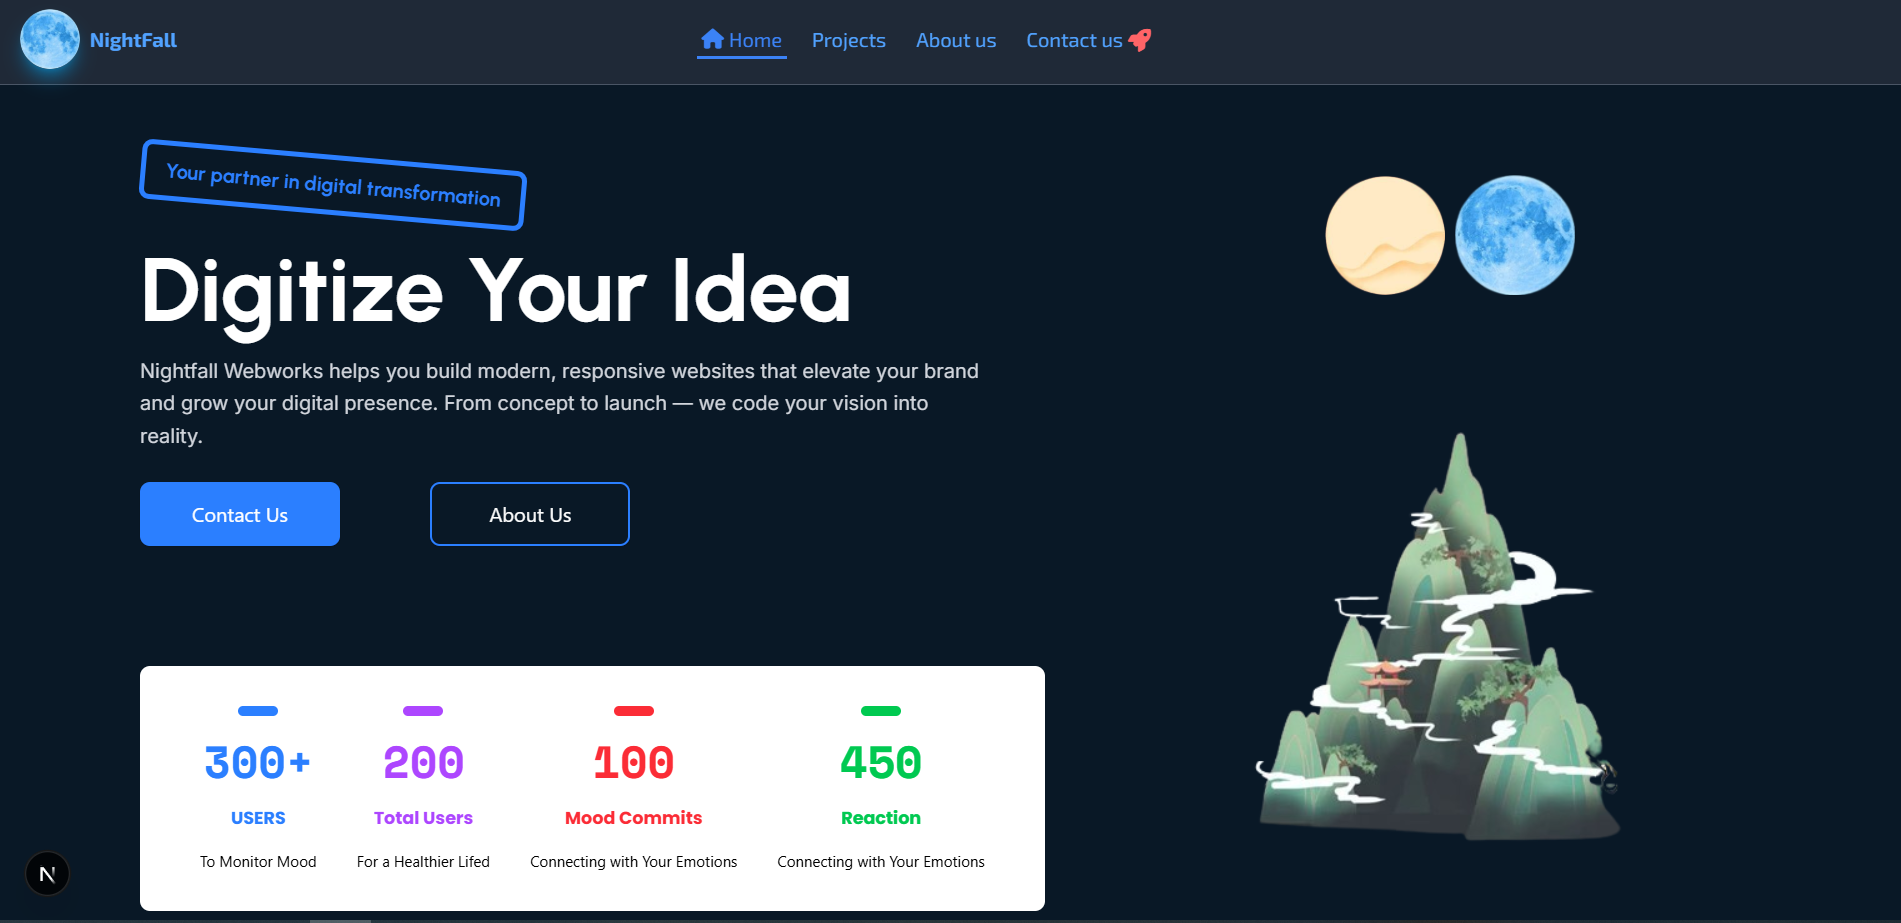 NightFall
Home Projects About us Contact us
Your partner in digital transformation
Digitize Your Idea
Nightfall Webworks helps you build modern, responsive websites that elevate your brand
and grow your digital presence. From concept to launch — we code your vision into
reality.
Contact Us About Us
300+ 200 100 450
USERS Total Users Mood Commits Reaction
To Monitor Mood For a Healthier Lifed Connecting with Your Emotions Connecting with Your Emotions
N